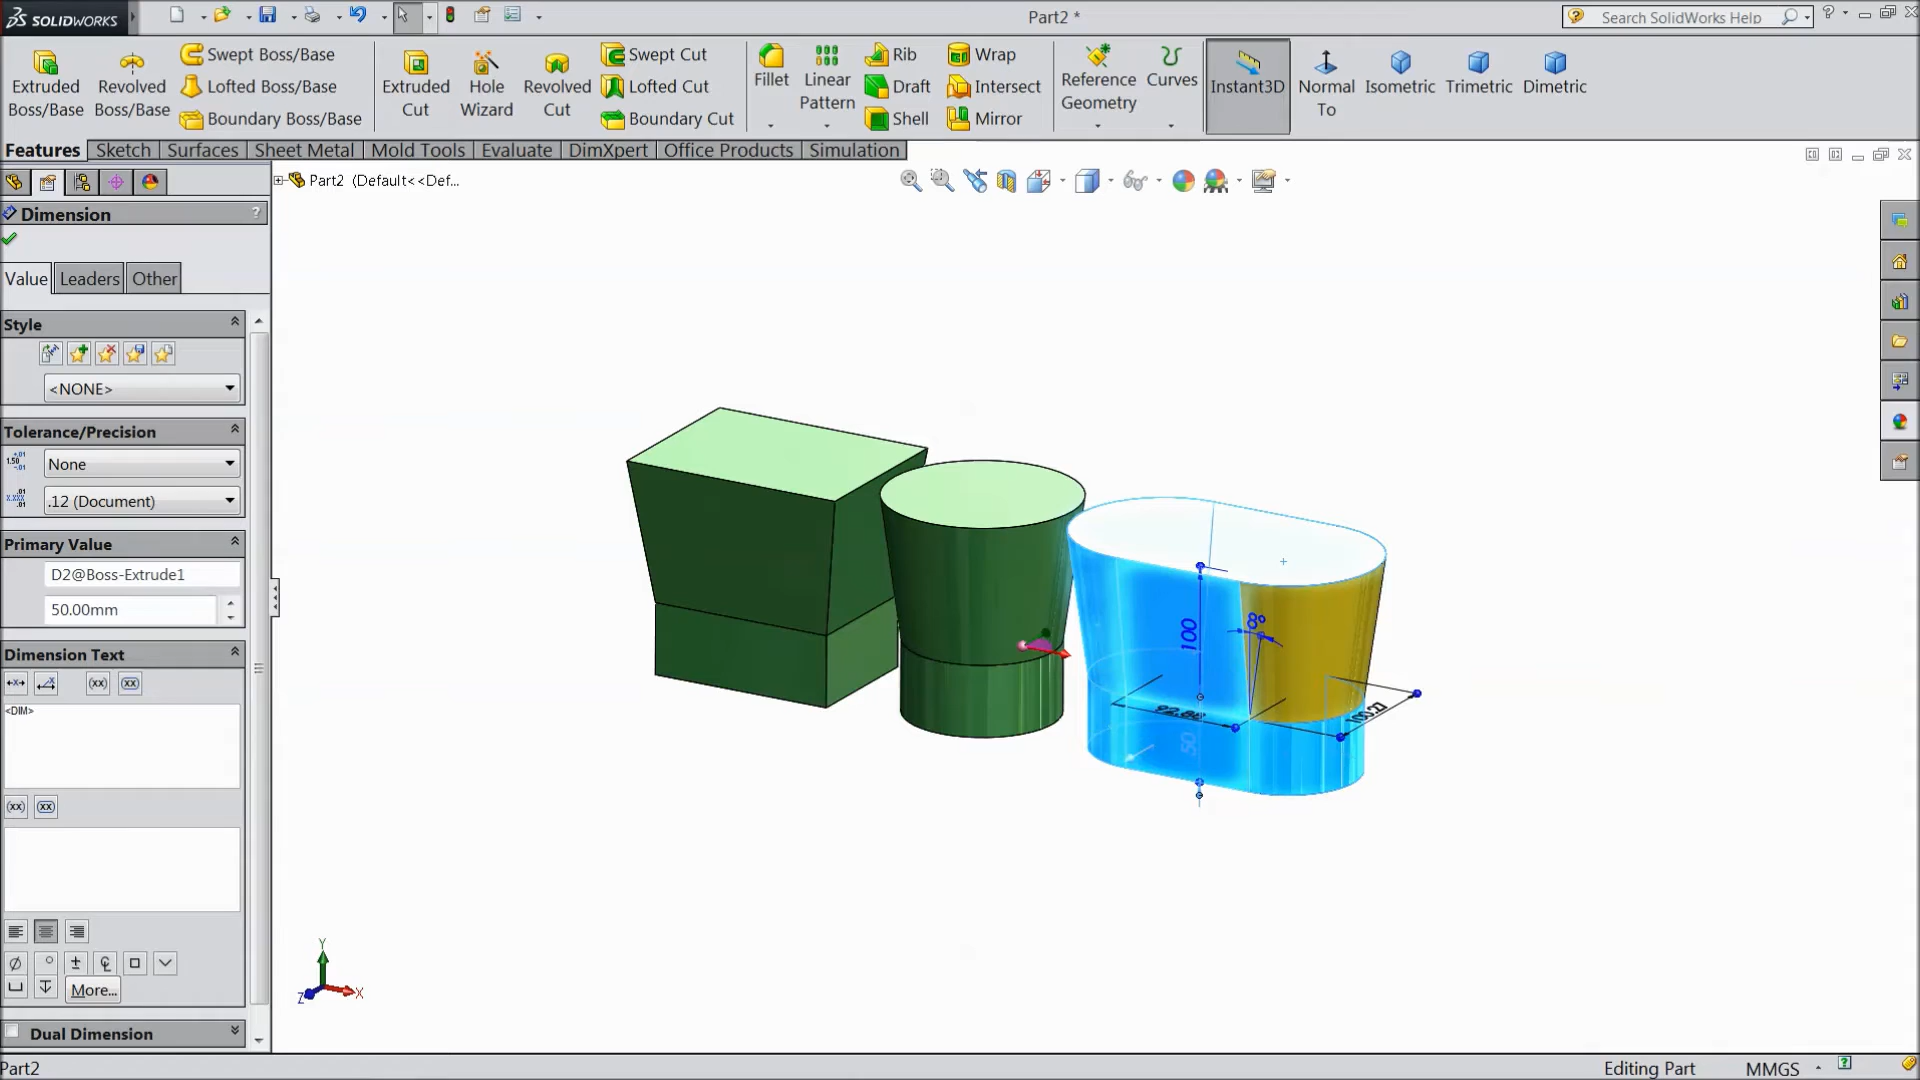 SOLIDWORKS
Part2 *
Search SolidWorks Help
Extruded Boss/Base
Revolved Boss/Base
Swept Boss/Base
Lofted Boss/Base
Boundary Boss/Base
Extruded Cut
Hole Wizard
Revolved Cut
Swept Cut
Lofted Cut
Boundary Cut
Fillet
Linear Pattern
Rib
Draft
Shell
Wrap
Intersect
Mirror
Reference Geometry
Curves
Instant3D
Normal To
Isometric
Trimetric
Dimetric
Features Sketch Surfaces Sheet Metal Mold Tools Evaluate DimXpert Office Products Simulation
Part2 (Default<<Def...
Dimension
?
Value Leaders Other
Style
<NONE>
Tolerance/Precision
None
.12 (Document)
Primary Value
D2@Boss-Extrude1
50.00mm
Dimension Text
<DIM>
More...
Dual Dimension
100
8°
50
100.27
Y
Z
X
Part2
Editing Part
MMGS